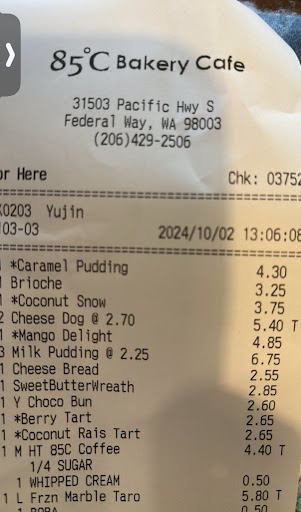 85°C Bakery Cafe
31503 Pacific Hwy S
Federal Way, WA 98003
(206)429-2506
or Here Chk: 03752
X0203 Yujin
103-03 2024/10/02 13:06:08
1 *Caramel Pudding 4.30
1 Brioche 3.25
1 *Coconut Snow 3.75
2 Cheese Dog @ 2.70 5.40 T
1 *Mango Delight 4.85
3 Milk Pudding @ 2.25 6.75
1 Cheese Bread 2.55
1 SweetButterWreath 2.85
1 Y Choco Bun 2.60
1 *Berry Tart 2.65
1 *Coconut Rais Tart 2.65
1 M HT 85C Coffee 4.40 T
1/4 SUGAR
1 WHIPPED CREAM 0.50
1 L Frzn Marble Taro 5.80 T
1 BOBA 0.50